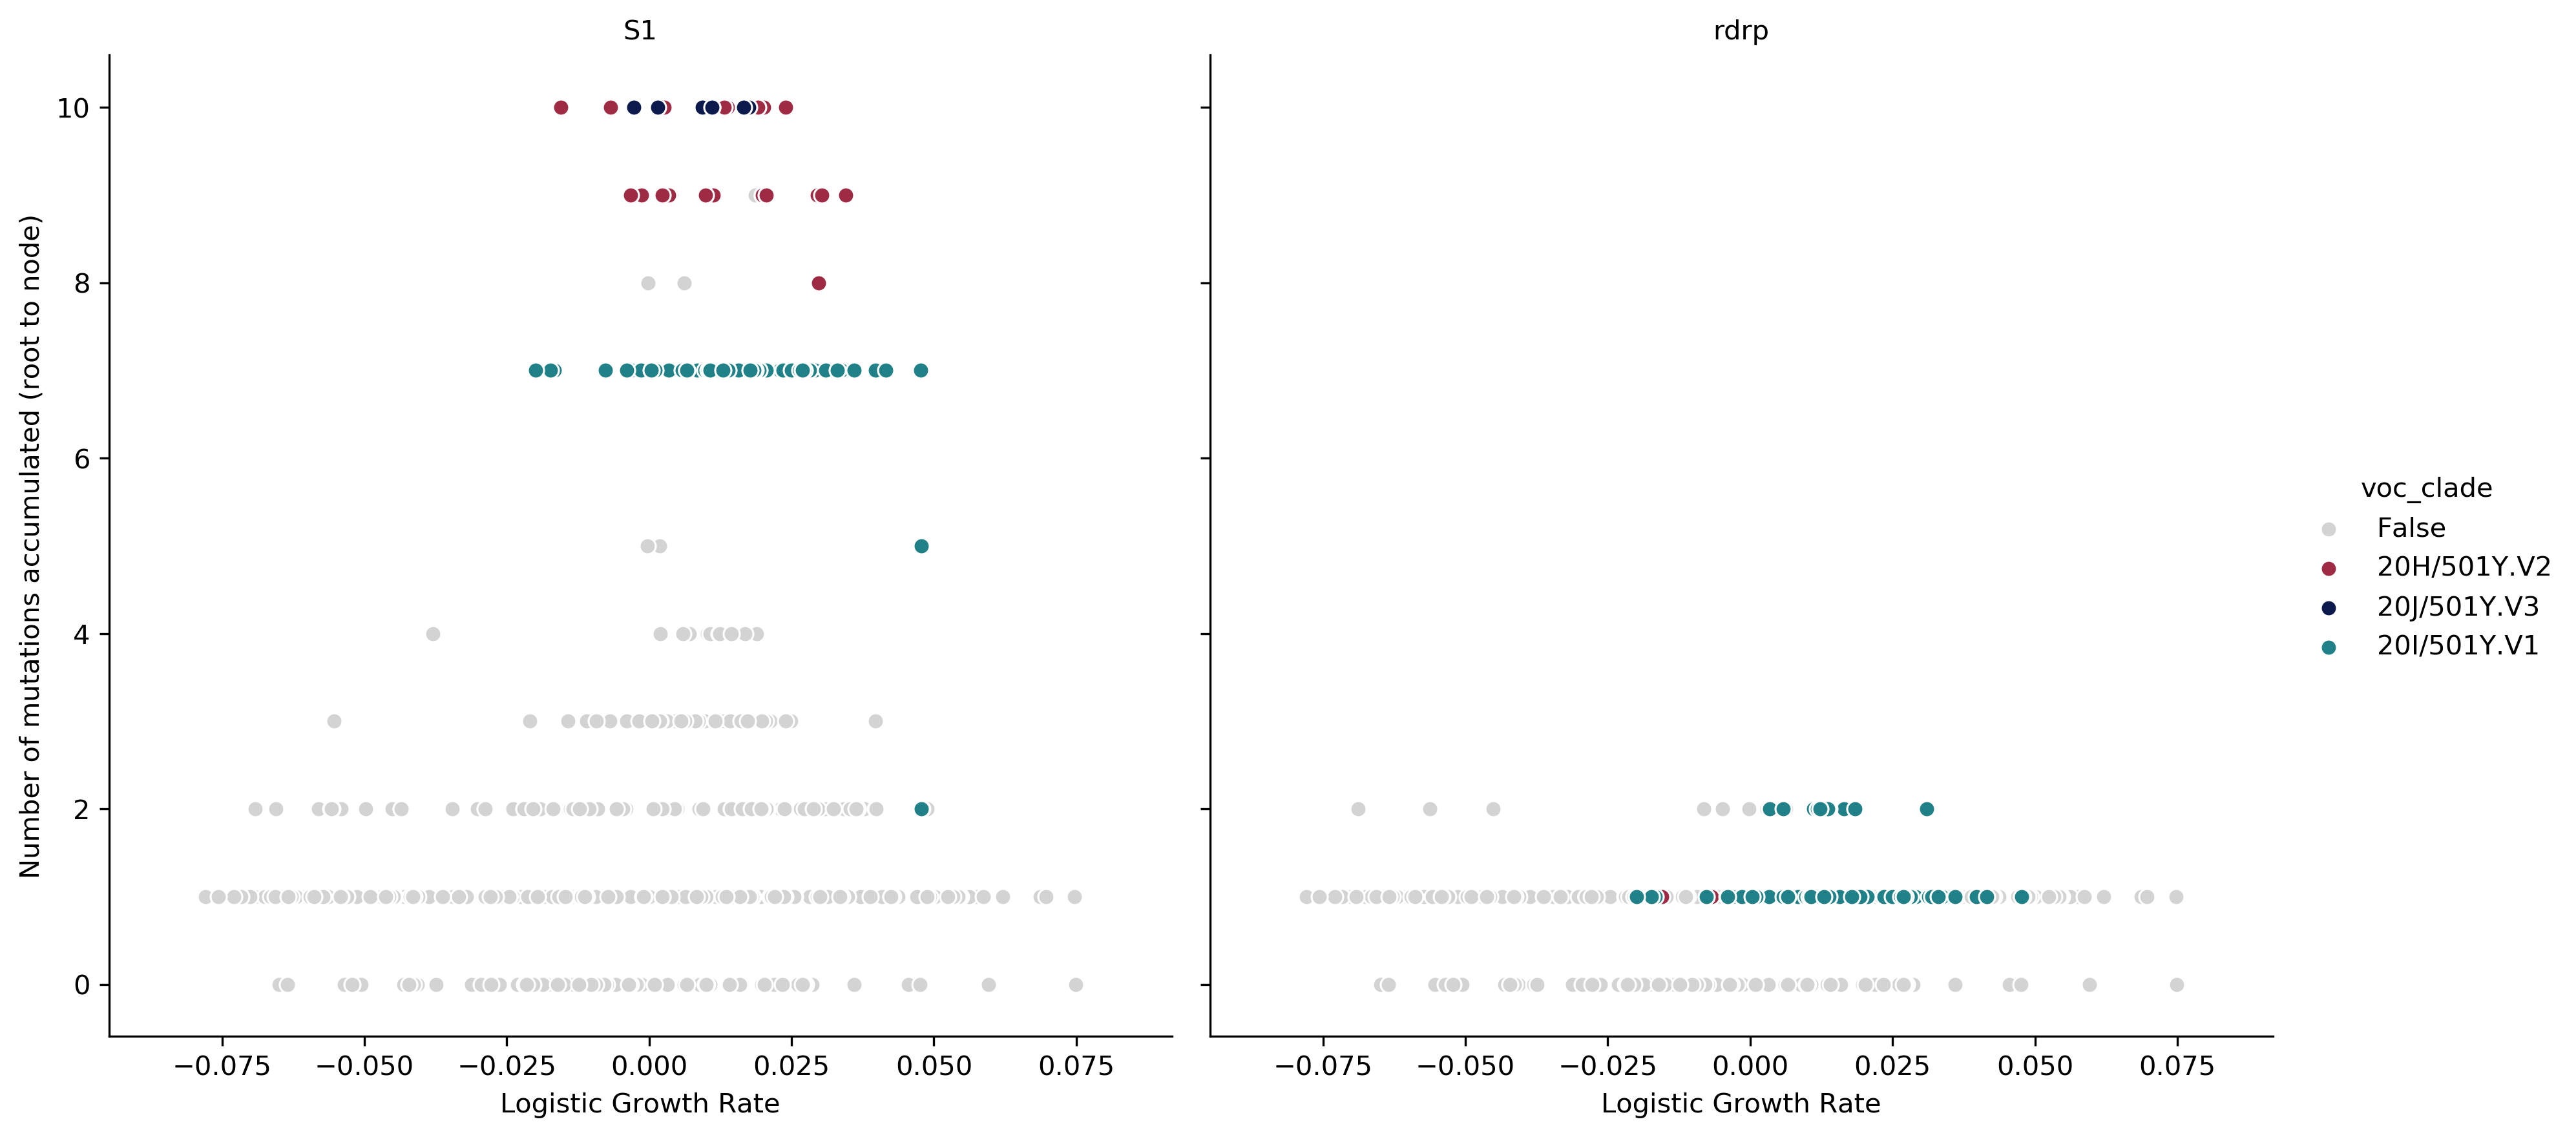 S1
rdrp
Number of mutations accumulated (root to node)
10
8
6
4
2
0
−0.075 −0.050 −0.025 0.000 0.025 0.050 0.075
Logistic Growth Rate
−0.075 −0.050 −0.025 0.000 0.025 0.050 0.075
Logistic Growth Rate
voc_clade
False
20H/501Y.V2
20J/501Y.V3
20I/501Y.V1